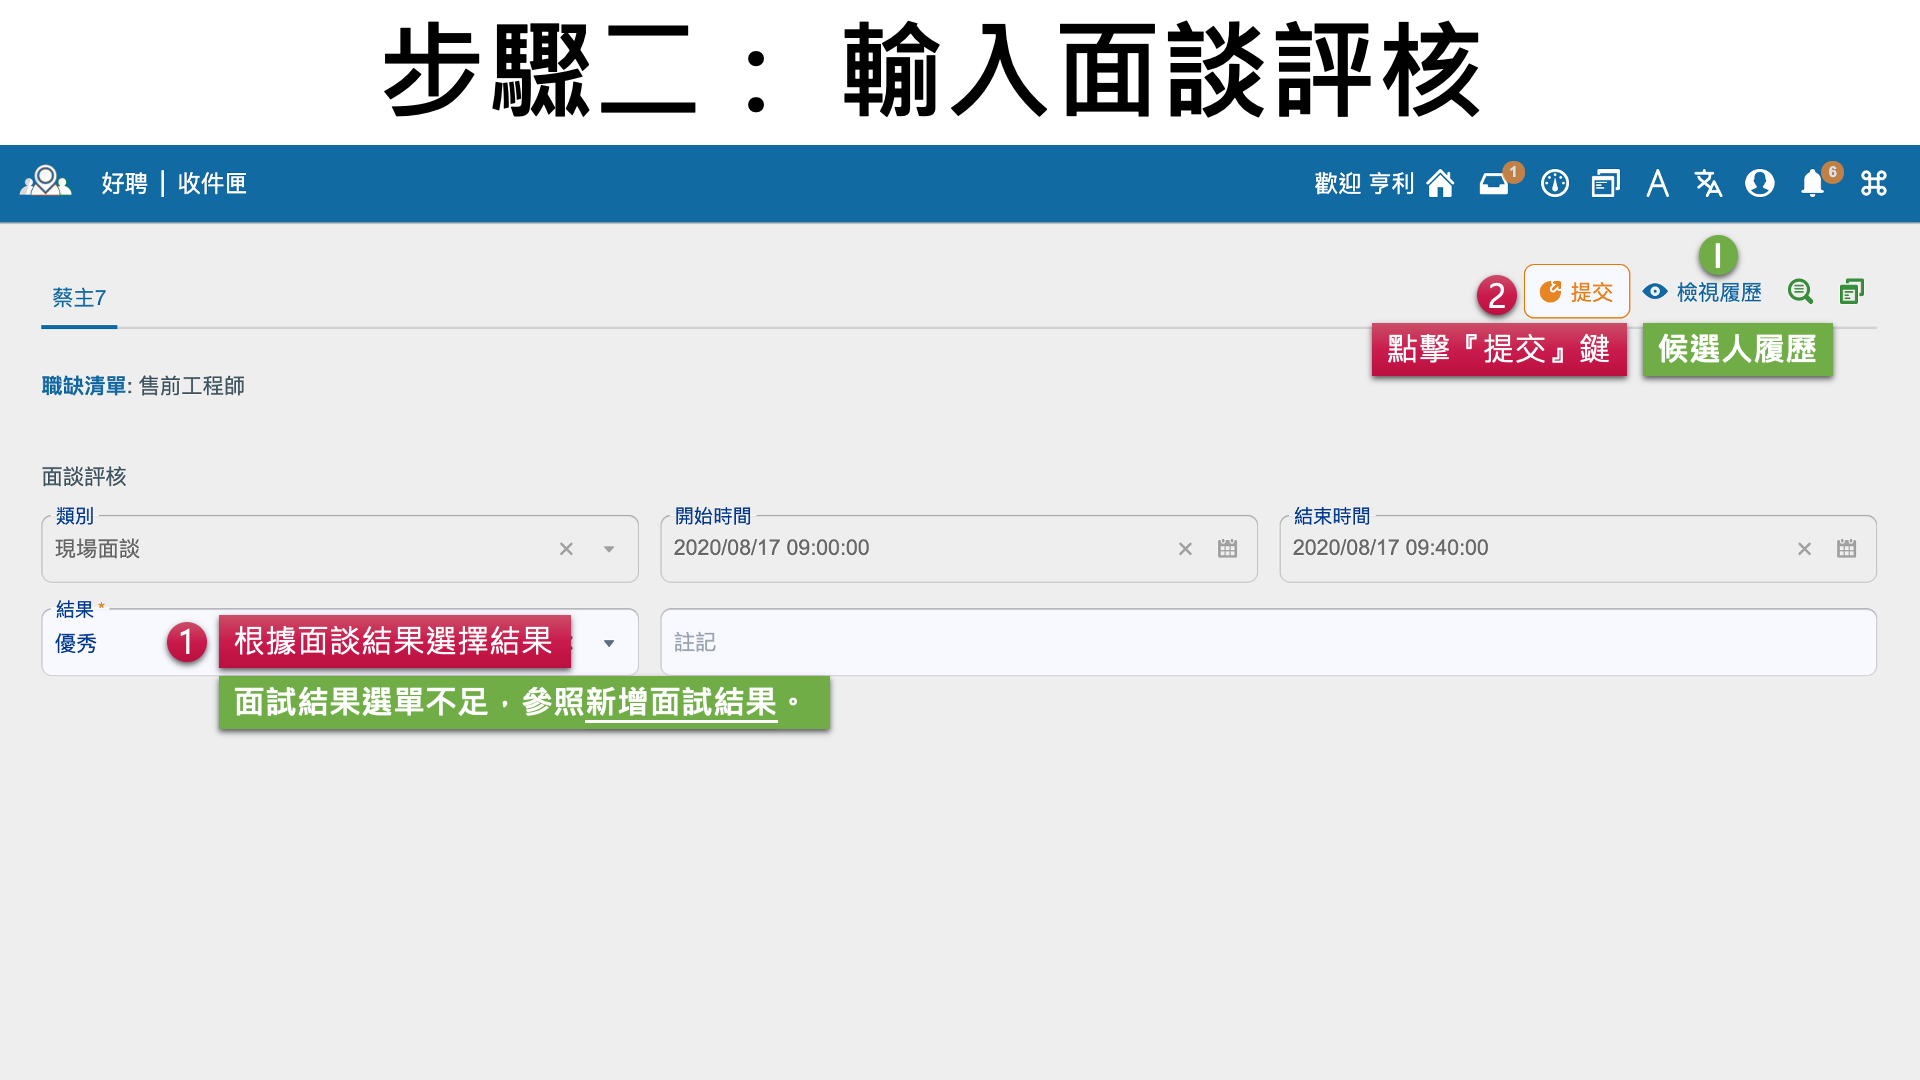 步驟二：輸入面談評核
好聘 | 收件匣
歡迎 亨利
1
6
蔡主7
2
提交
I
檢視履歷
點擊『提交』鍵
候選人履歷
職缺清單: 售前工程師
面談評核
類別
現場面談
開始時間
2020/08/17 09:00:00
結束時間
2020/08/17 09:40:00
結果 *
優秀
1
根據面談結果選擇結果
註記
面試結果選單不足，參照新增面試結果。